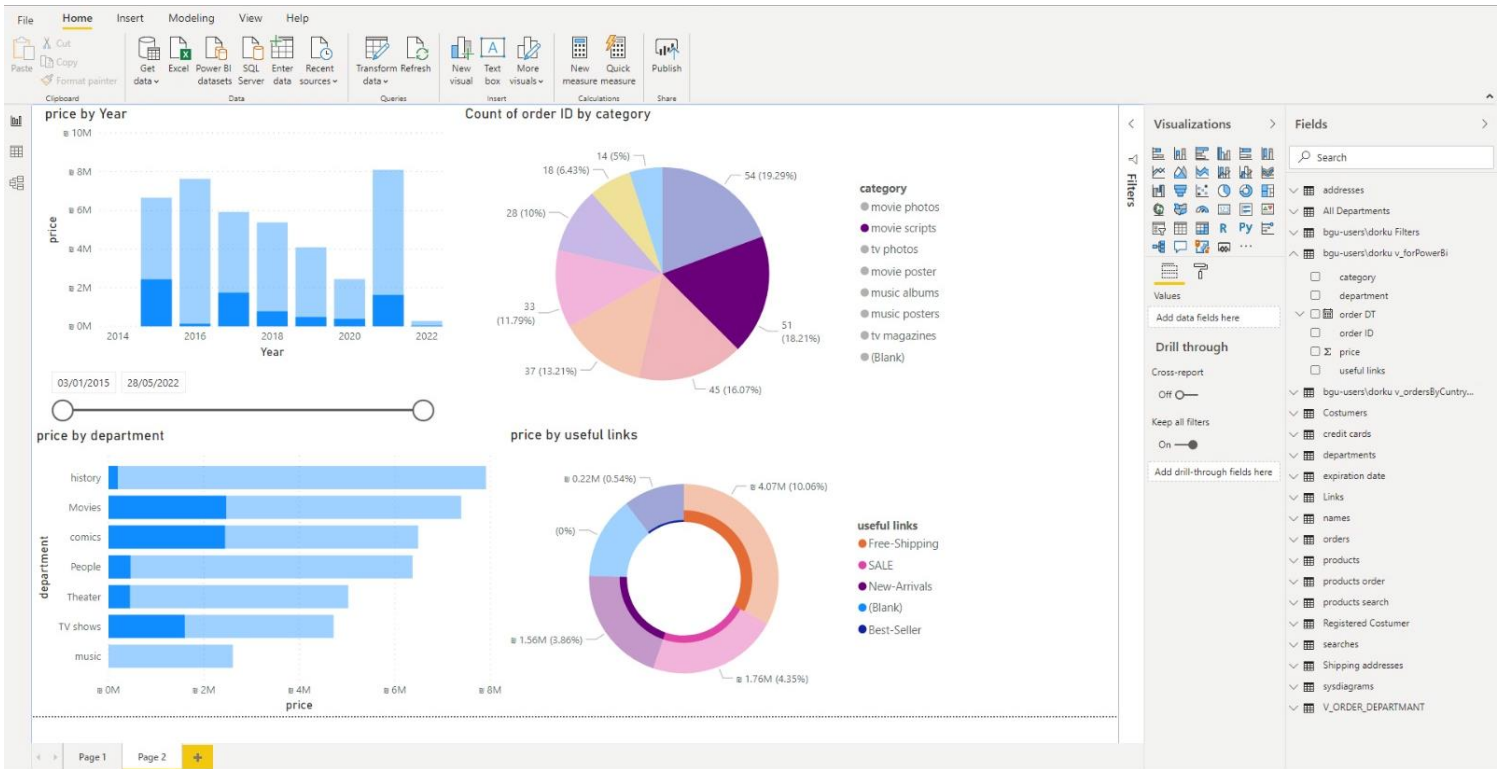 File Home Insert Modeling View Help
Paste
Cut
Copy
Format painter
Clipboard
Get data
Excel
Power BI datasets
SQL Server
Enter data
Recent sources
Data
Transform data
Refresh
Queries
New visual
Text box
More visuals
Insert
New measure
Quick measure
Calculations
Publish
Share
price by Year
₪ 10M
₪ 8M
₪ 6M
₪ 4M
₪ 2M
₪ 0M
price
2014 2016 2018 2020 2022
Year
03/01/2015 28/05/2022
Count of order ID by category
14 (5%)
18 (6.43%)
54 (19.29%)
28 (10%)
33
(11.79%)
51
(18.21%)
37 (13.21%)
45 (16.07%)
category
movie photos
movie scripts
tv photos
movie poster
music albums
music posters
tv magazines
(Blank)
price by department
department
history
Movies
comics
People
Theater
TV shows
music
₪ 0M ₪ 2M ₪ 4M ₪ 6M ₪ 8M
price
price by useful links
₪ 0.22M (0.54%)
₪ 4.07M (10.06%)
(0%)
₪ 1.56M (3.86%)
₪ 1.76M (4.35%)
useful links
Free-Shipping
SALE
New-Arrivals
(Blank)
Best-Seller
Page 1 Page 2 +
Filters
Visualizations
R Py
Values
Add data fields here
Drill through
Cross-report
Off
Keep all filters
On
Add drill-through fields here
Fields
Search
addresses
All Departments
bgu-users\dorku Filters
bgu-users\dorku v_forPowerBi
category
department
order DT
order ID
Σ price
useful links
bgu-users\dorku v_ordersByCuntry...
Costumers
credit cards
departments
expiration date
Links
names
orders
products
products order
products search
Registered Costumer
searches
Shipping addresses
sysdiagrams
V_ORDER_DEPARTMANT